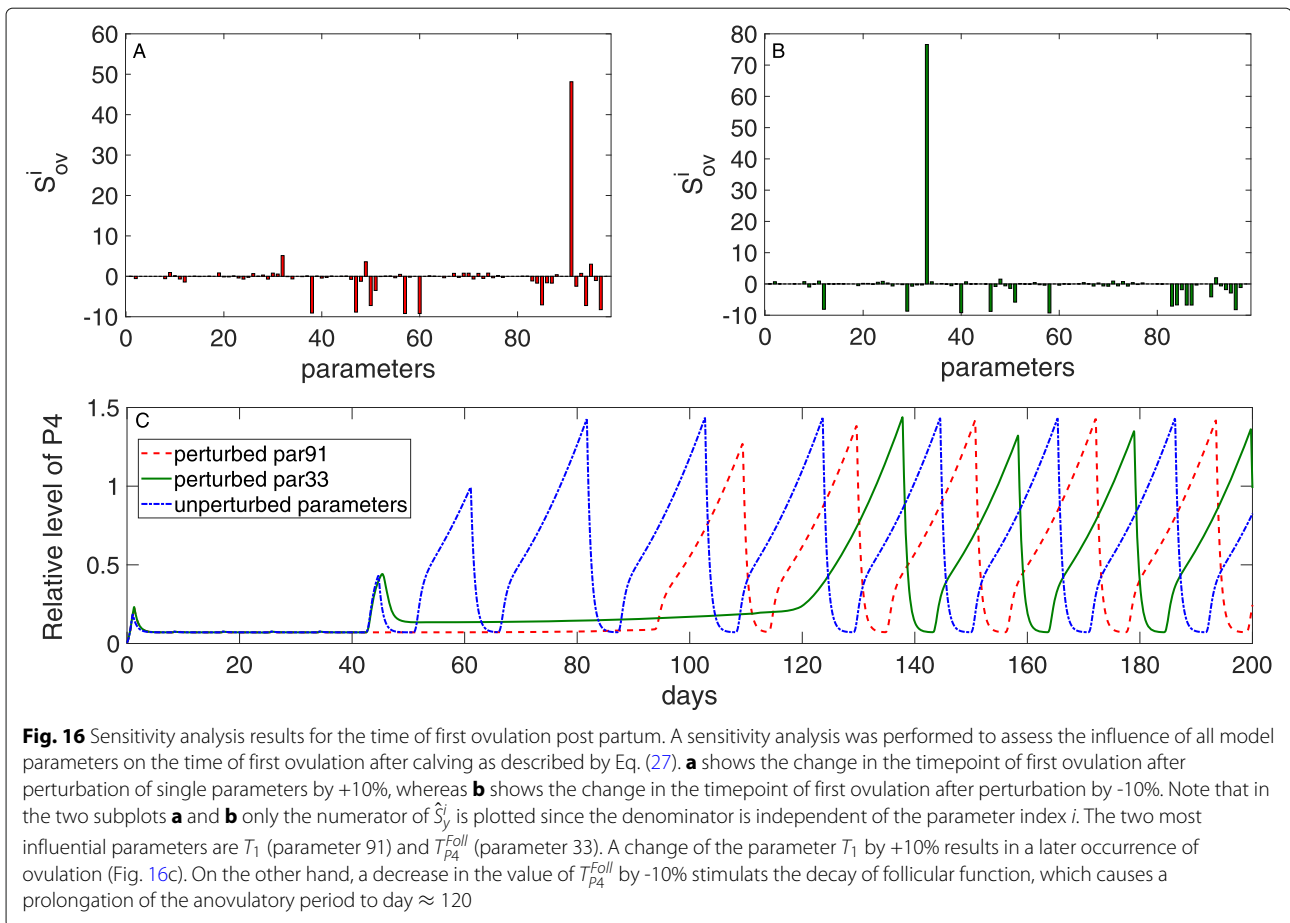 60
50
40
30
20
10
0
-10
0
20
40
60
80
A
S^i_ov
parameters
80
70
60
50
40
30
20
10
0
-10
0
20
40
60
80
B
S^i_ov
parameters
1.5
1
0.5
0
C
Relative level of P4
perturbed par91
perturbed par33
unperturbed parameters
0
20
40
60
80
100
120
140
160
180
200
days
Fig. 16 Sensitivity analysis results for the time of first ovulation post partum. A sensitivity analysis was performed to assess the influence of all model
parameters on the time of first ovulation after calving as described by Eq. (27). a shows the change in the timepoint of first ovulation after
perturbation of single parameters by +10%, whereas b shows the change in the timepoint of first ovulation after perturbation by -10%. Note that in
the two subplots a and b only the numerator of Ŝ^i_y is plotted since the denominator is independent of the parameter index i. The two most
influential parameters are T_1 (parameter 91) and T^Foll_P4 (parameter 33). A change of the parameter T_1 by +10% results in a later occurrence of
ovulation (Fig. 16c). On the other hand, a decrease in the value of T^Foll_P4 by -10% stimulats the decay of follicular function, which causes a
prolongation of the anovulatory period to day ≈ 120